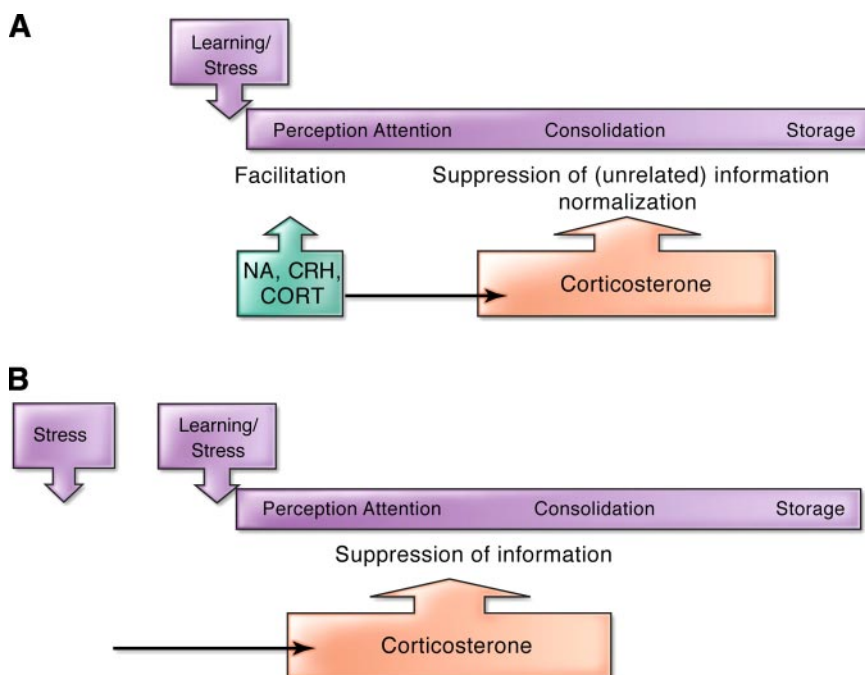 A
Learning/
Stress
Perception Attention Consolidation Storage
Facilitation
Suppression of (unrelated) information
normalization
NA, CRH,
CORT
Corticosterone
B
Stress
Learning/
Stress
Perception Attention Consolidation Storage
Suppression of information
Corticosterone